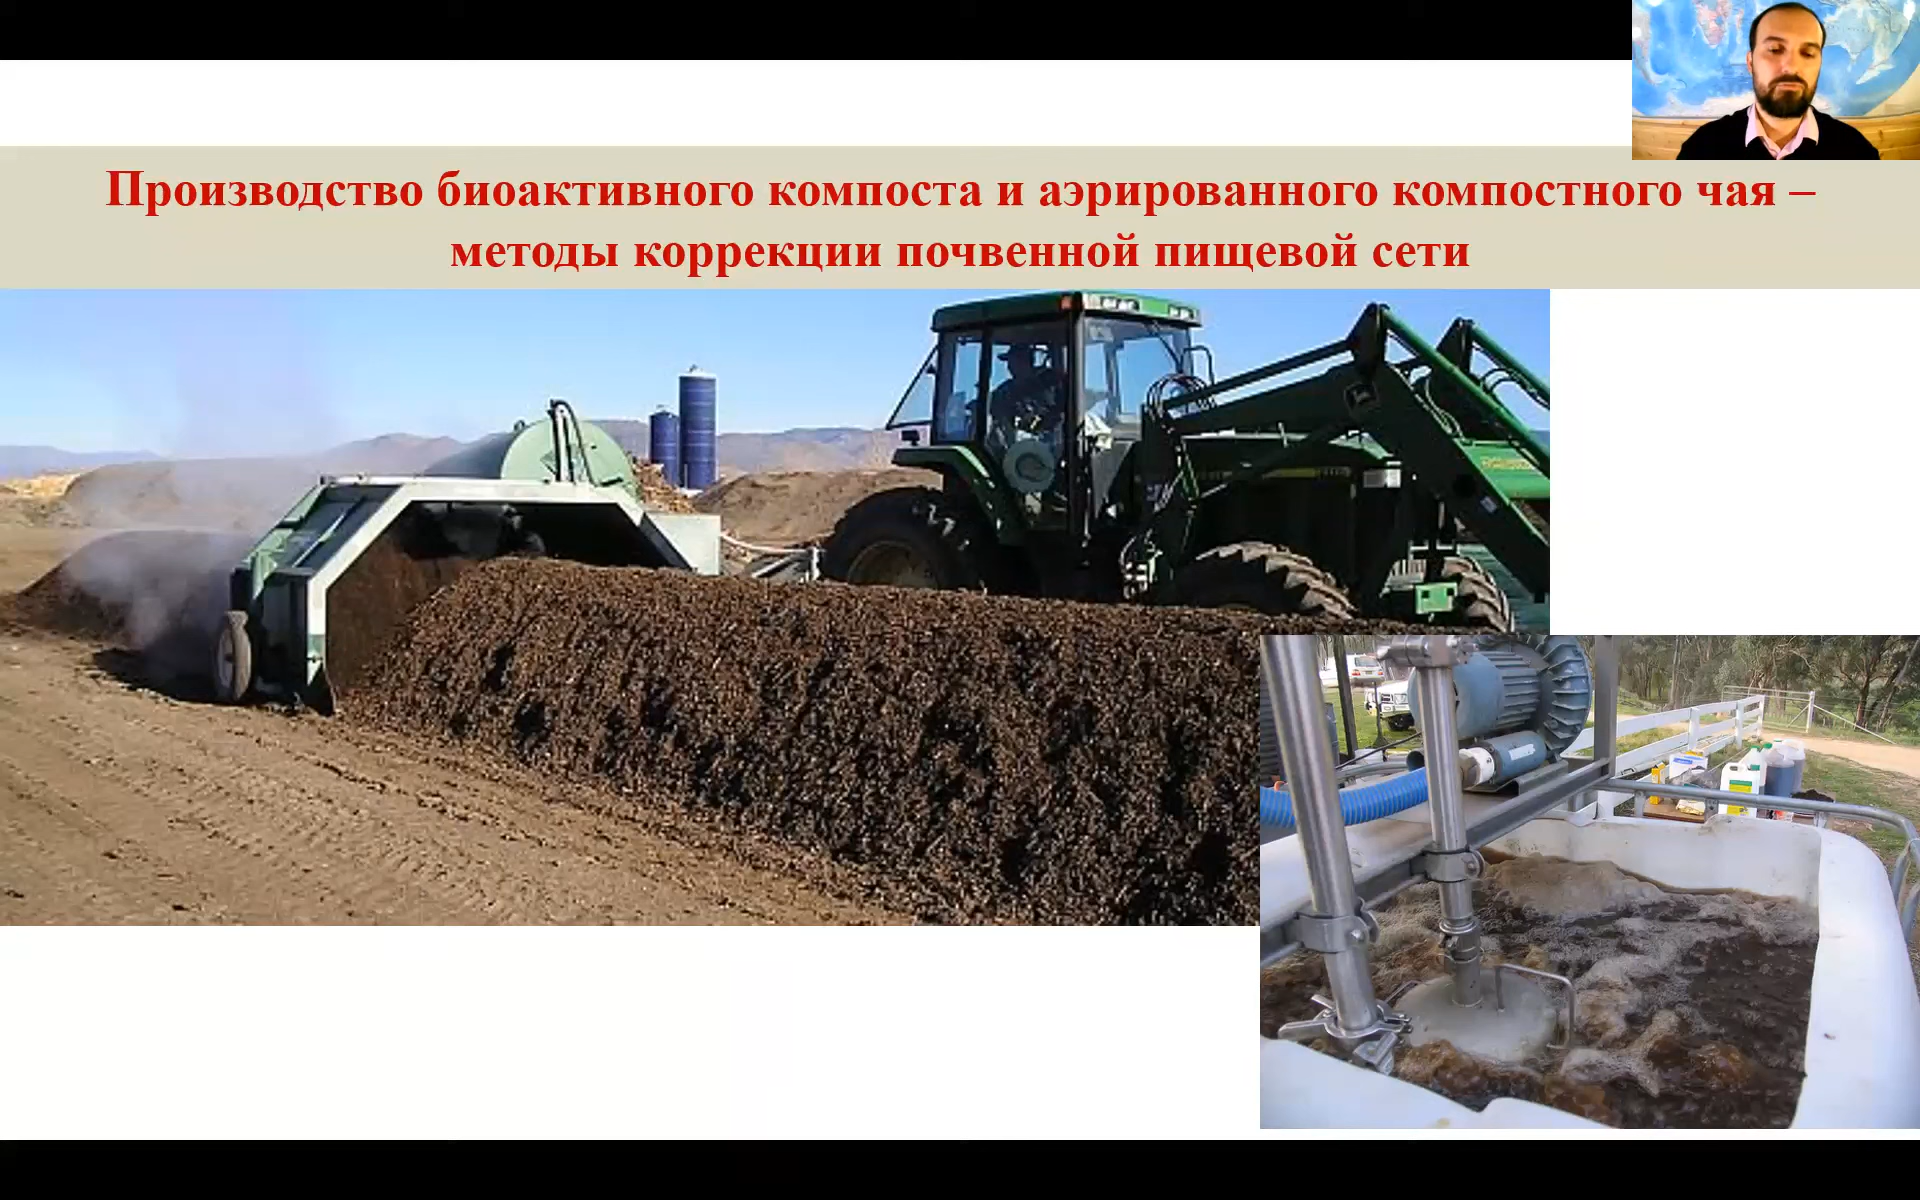 Производство биоактивного компоста и аэрированного компостного чая –
методы коррекции почвенной пищевой сети